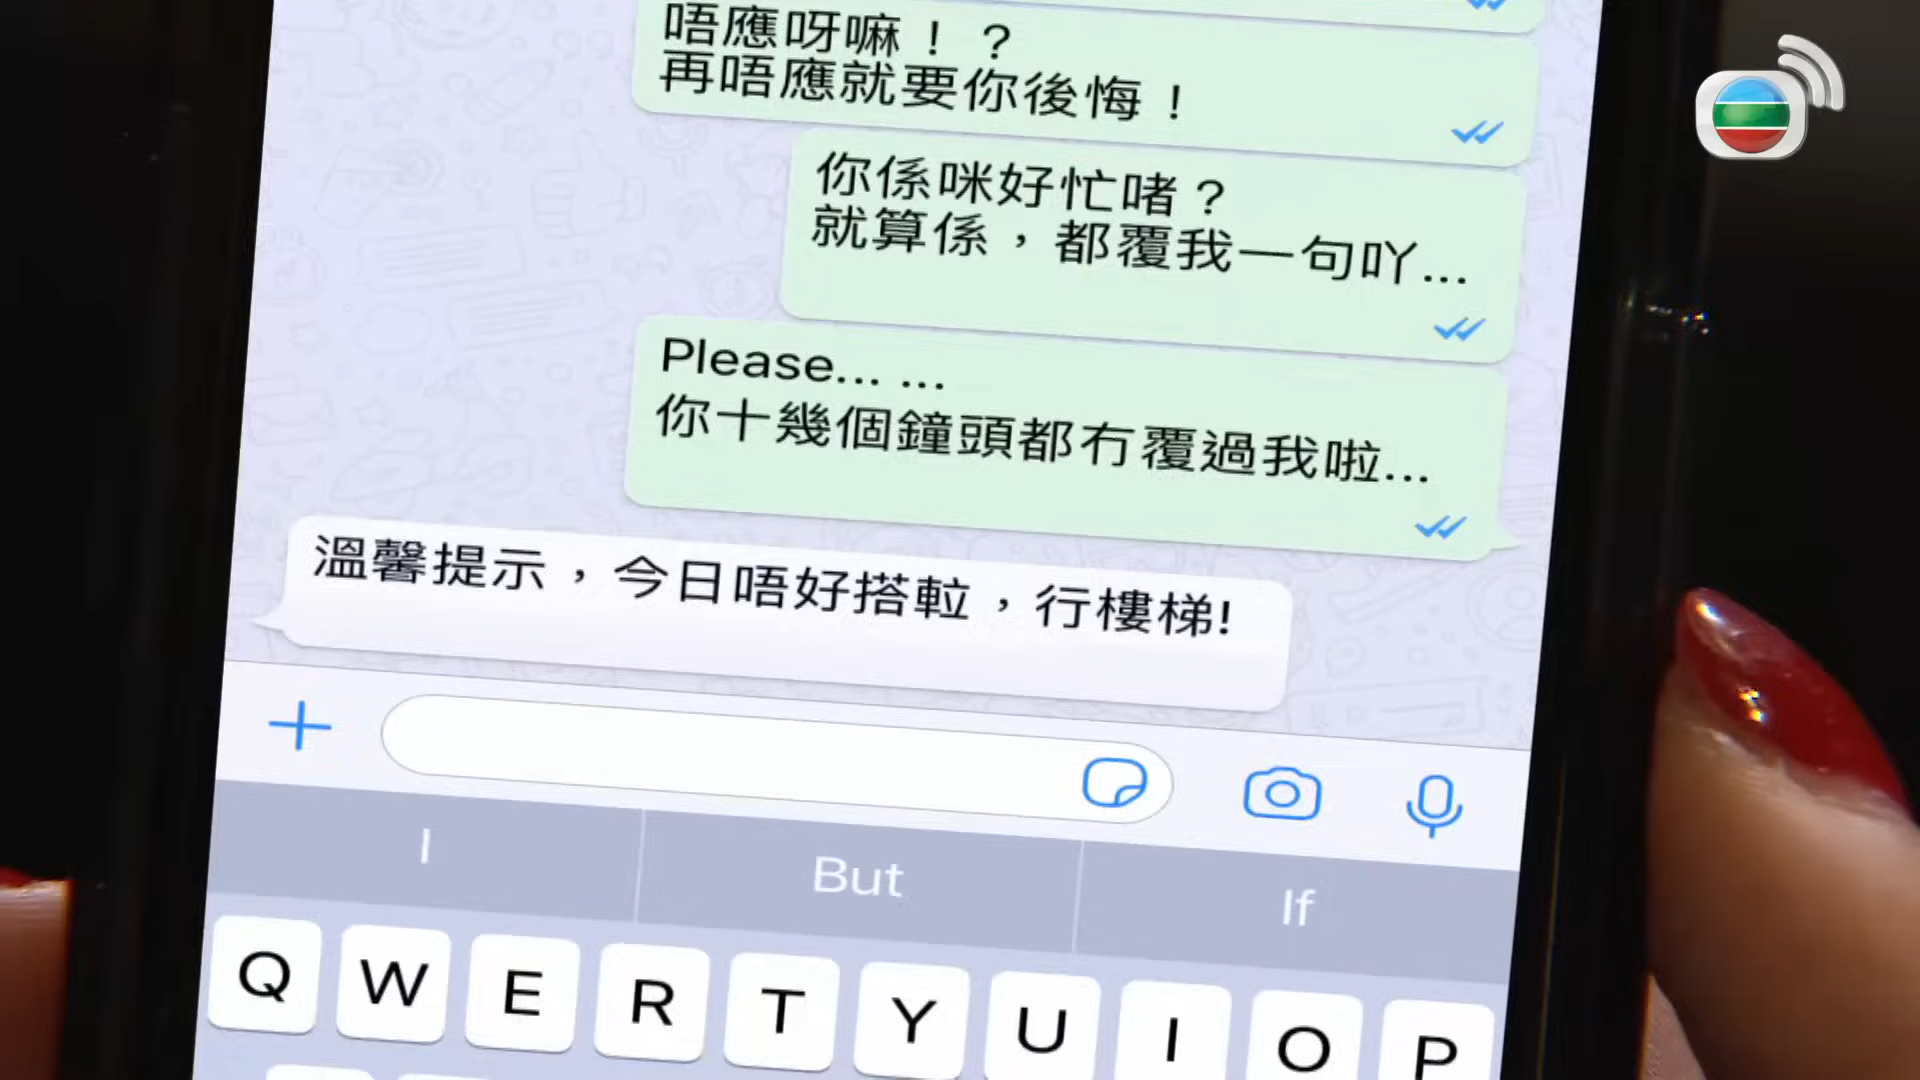 唔應呀嘛！？
再唔應就要你後悔！
你係咪好忙啫？
就算係，都覆我一句吖...
Please... ...
你十幾個鐘頭都冇覆過我啦...
溫馨提示，今日唔好搭𨋢，行樓梯!
I But If
Q W E R T Y U I O P